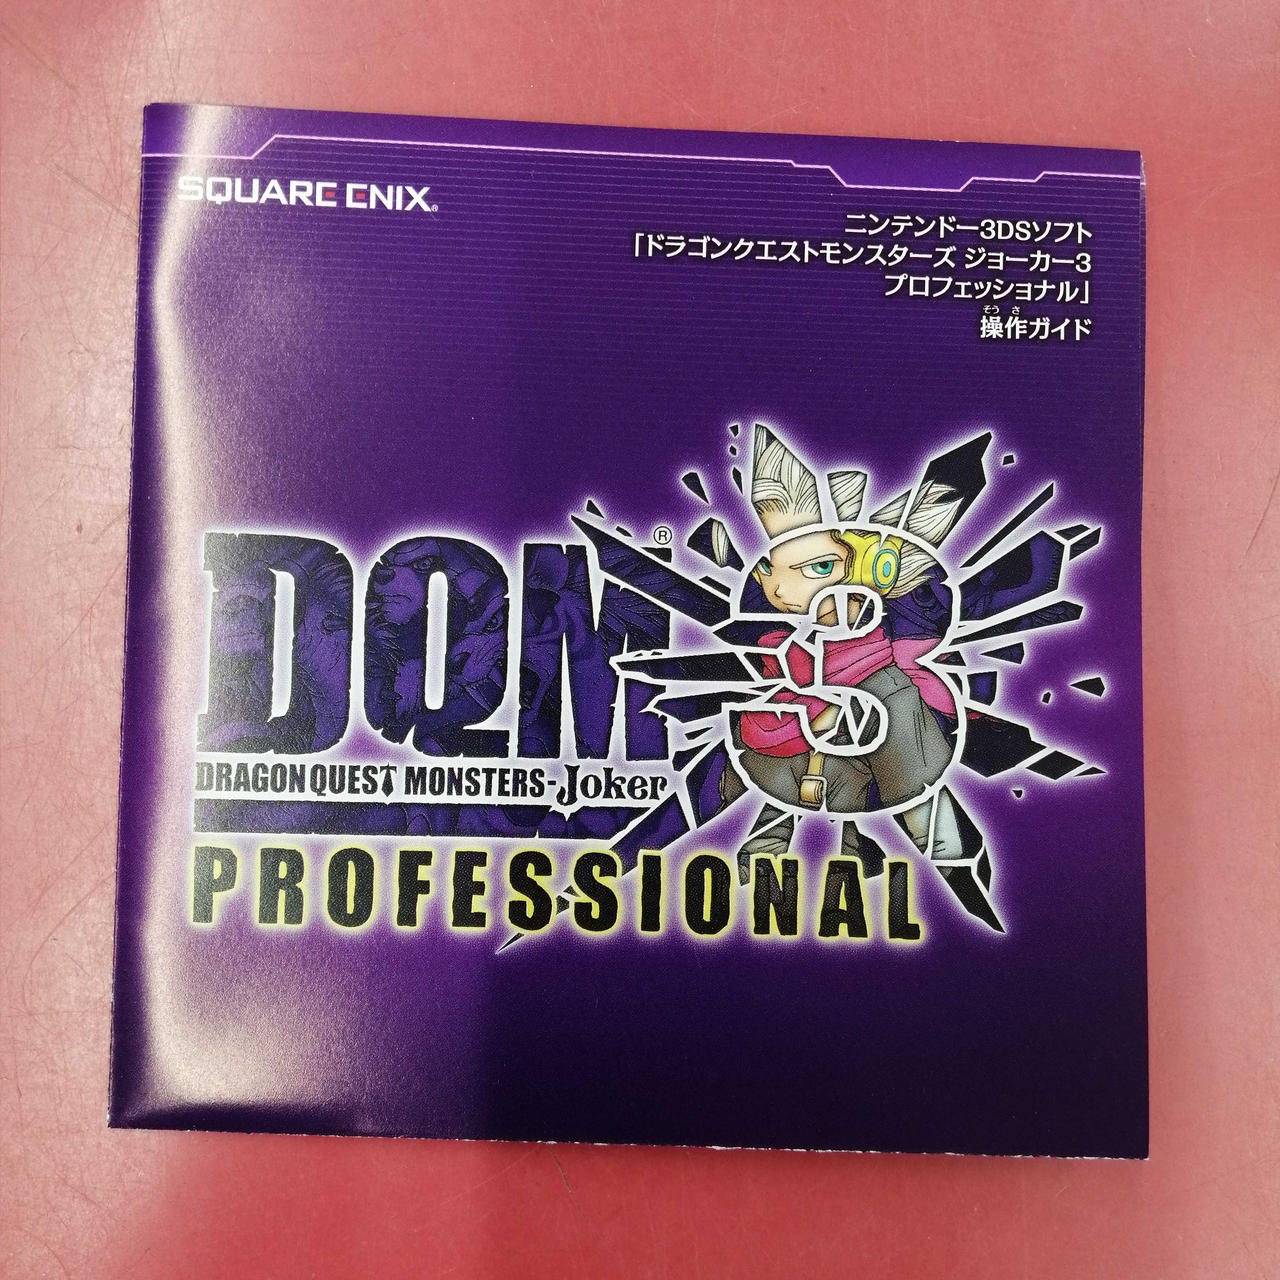 SQUARE ENIX®
ニンテンドー3DSソフト
「ドラゴンクエストモンスターズ ジョーカー3
プロフェッショナル」
そうさ
操作ガイド
DQM®3
DRAGON QUEST MONSTERS-Joker
PROFESSIONAL